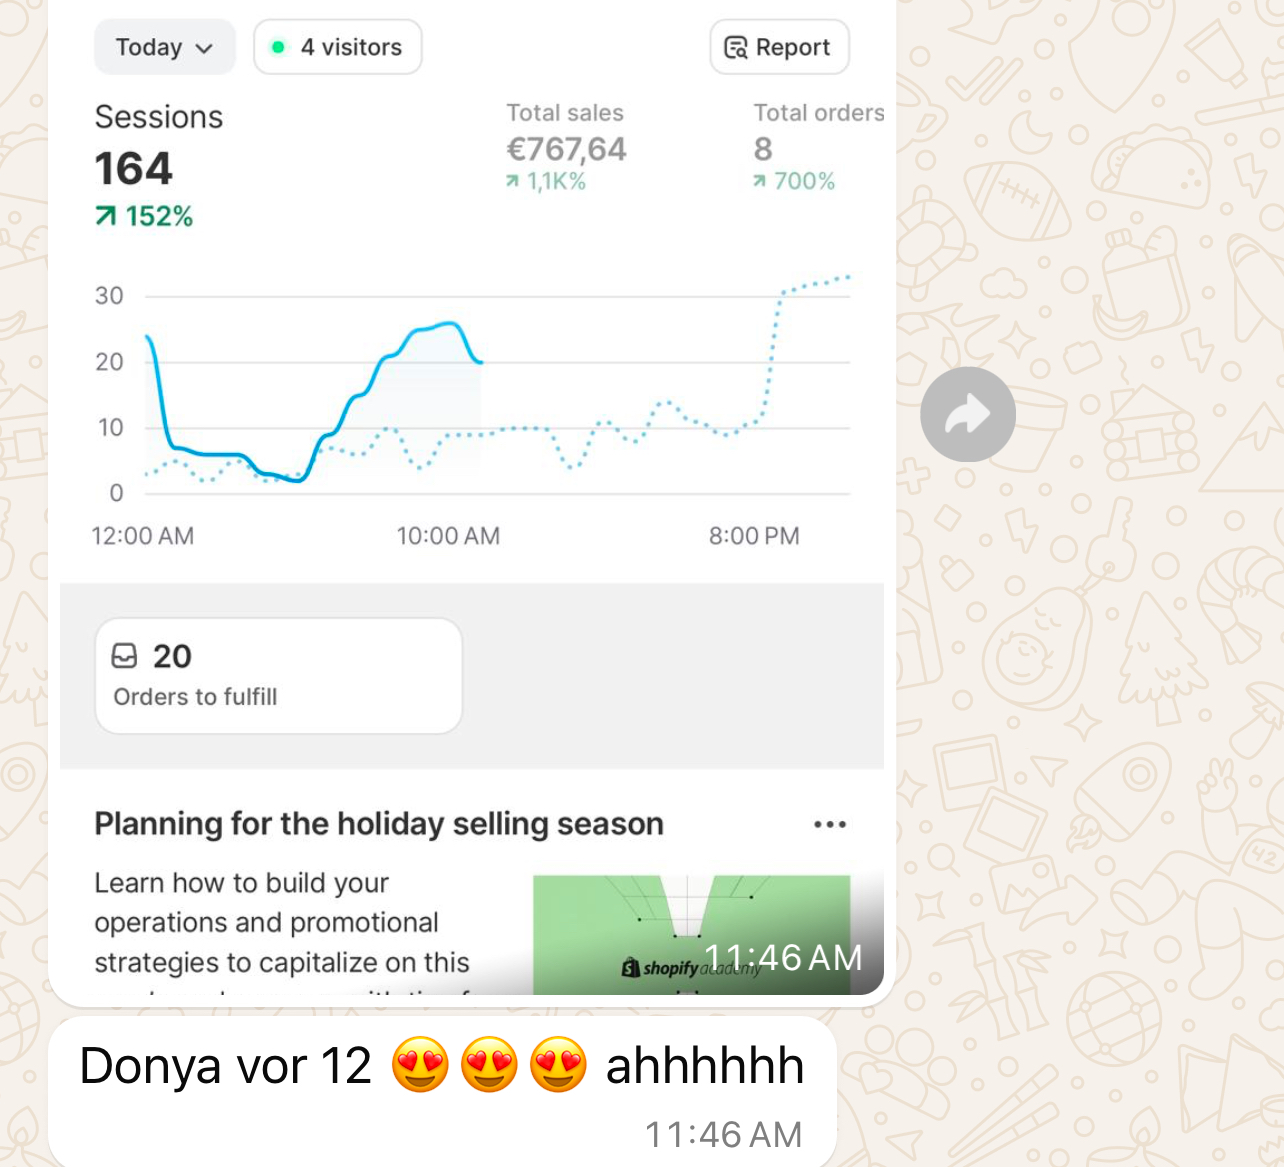 Today
4 visitors
Report
Sessions
Total sales
Total orders
164
€767,64
8
152%
1,1K%
700%
30
20
10
0
12:00 AM
10:00 AM
8:00 PM
20
Orders to fulfill
Planning for the holiday selling season
Learn how to build your
operations and promotional
strategies to capitalize on this
shopify academy
11:46 AM
Donya vor 12 😍😍😍 ahhhhhh
11:46 AM
42